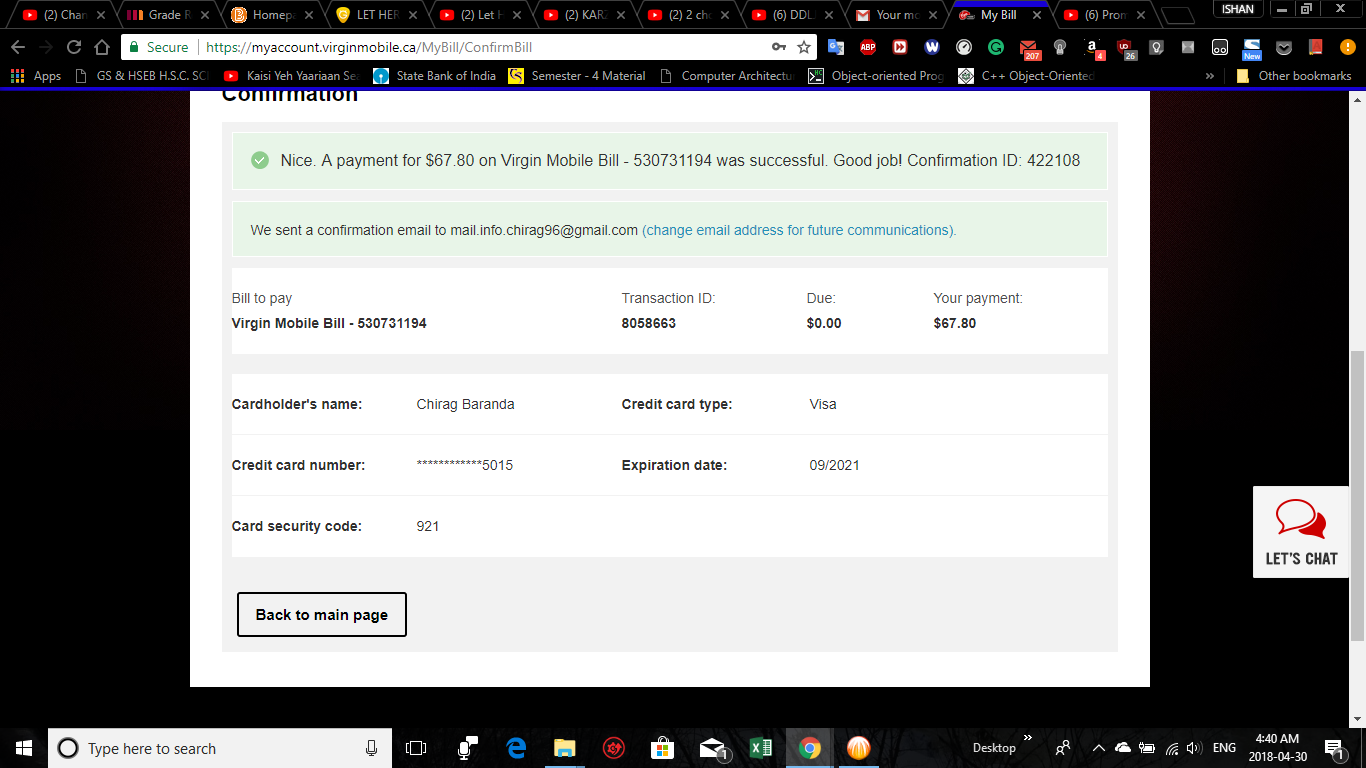 (2) Chan
Grade R
Homepa
LET HER
(2) Let H
(2) KARZ
(2) 2 ch
(6) DDL
Your mo
My Bill
(6) Pron
ISHAN
Secure
https://myaccount.virginmobile.ca/MyBill/ConfirmBill
ABP
207
4
26
New
Apps
GS & HSEB H.S.C. SC
Kaisi Yeh Yaariaan Se
State Bank of India
Semester - 4 Material
Computer Architectu
Object-oriented Prog
C++ Object-Oriented
»
Other bookmarks
Confirmation
Nice. A payment for $67.80 on Virgin Mobile Bill - 530731194 was successful. Good job! Confirmation ID: 422108
We sent a confirmation email to mail.info.chirag96@gmail.com (change email address for future communications).
Bill to pay Transaction ID: Due: Your payment:
Virgin Mobile Bill - 530731194 8058663 $0.00 $67.80
Cardholder's name: Chirag Baranda Credit card type: Visa
Credit card number: ************5015 Expiration date: 09/2021
Card security code: 921
LET'S CHAT
Back to main page
Type here to search
1
Desktop
»
ENG
4:40 AM
2018-04-30
1